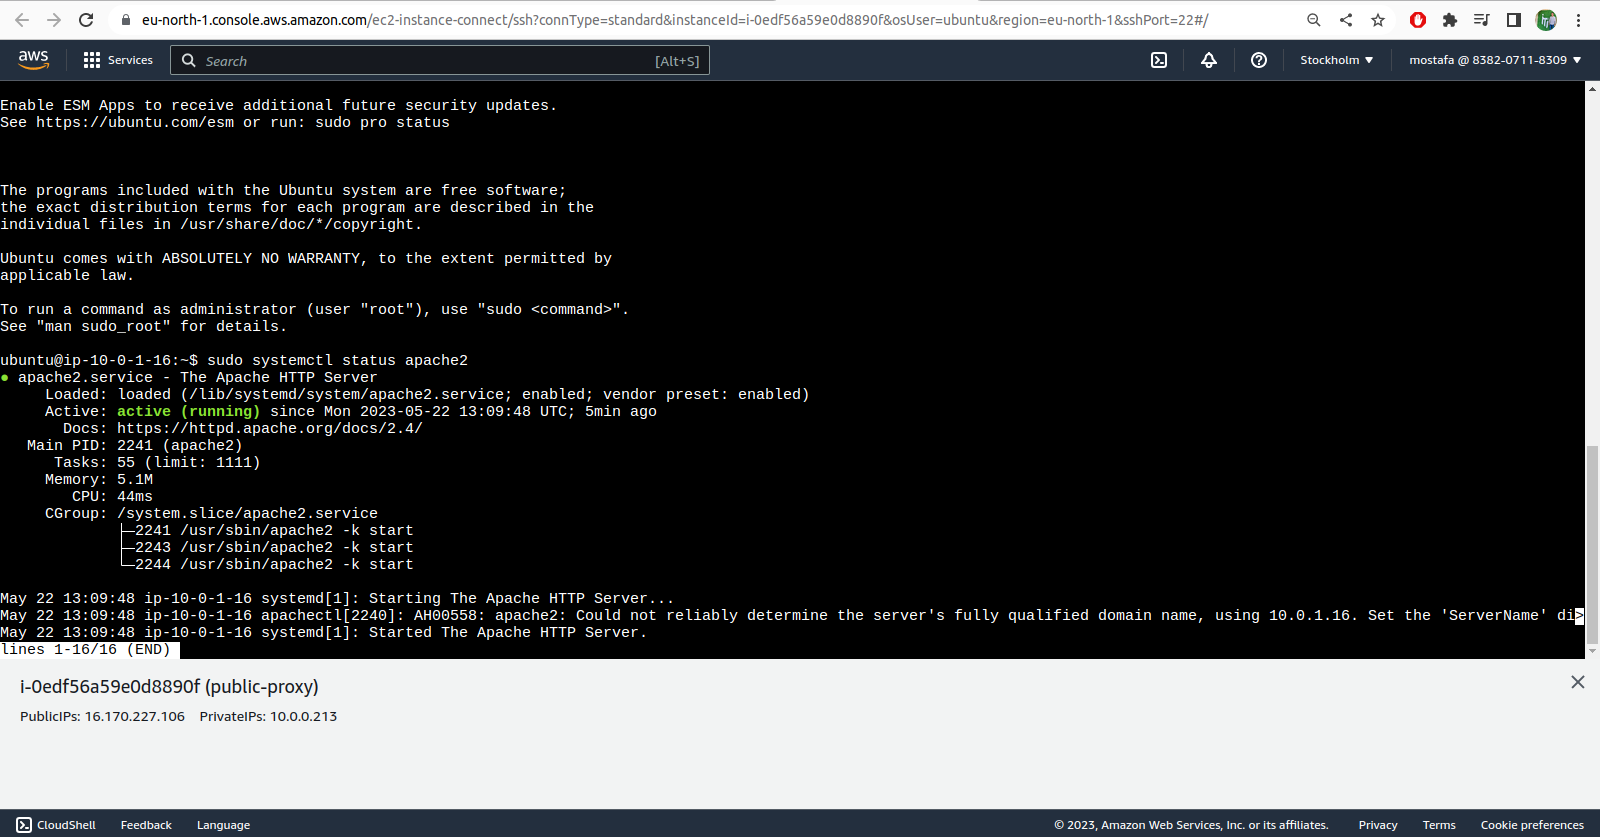 eu-north-1.console.aws.amazon.com/ec2-instance-connect/ssh?connType=standard&instanceId=i-0edf56a59e0d8890f&osUser=ubuntu&region=eu-north-1&sshPort=22#/
aws Services Search [Alt+S] Stockholm mostafa @ 8382-0711-8309
Enable ESM Apps to receive additional future security updates.
See https://ubuntu.com/esm or run: sudo pro status
The programs included with the Ubuntu system are free software;
the exact distribution terms for each program are described in the
individual files in /usr/share/doc/*/copyright.
Ubuntu comes with ABSOLUTELY NO WARRANTY, to the extent permitted by
applicable law.
To run a command as administrator (user "root"), use "sudo <command>".
See "man sudo_root" for details.
ubuntu@ip-10-0-1-16:~$ sudo systemctl status apache2
● apache2.service - The Apache HTTP Server
Loaded: loaded (/lib/systemd/system/apache2.service; enabled; vendor preset: enabled)
Active: active (running) since Mon 2023-05-22 13:09:48 UTC; 5min ago
Docs: https://httpd.apache.org/docs/2.4/
Main PID: 2241 (apache2)
Tasks: 55 (limit: 1111)
Memory: 5.1M
CPU: 44ms
CGroup: /system.slice/apache2.service
├─2241 /usr/sbin/apache2 -k start
├─2243 /usr/sbin/apache2 -k start
└─2244 /usr/sbin/apache2 -k start
May 22 13:09:48 ip-10-0-1-16 systemd[1]: Starting The Apache HTTP Server...
May 22 13:09:48 ip-10-0-1-16 apachectl[2240]: AH00558: apache2: Could not reliably determine the server's fully qualified domain name, using 10.0.1.16. Set the 'ServerName' di>
May 22 13:09:48 ip-10-0-1-16 systemd[1]: Started The Apache HTTP Server.
lines 1-16/16 (END)
i-0edf56a59e0d8890f (public-proxy)
PublicIPs: 16.170.227.106 PrivateIPs: 10.0.0.213
CloudShell Feedback Language © 2023, Amazon Web Services, Inc. or its affiliates. Privacy Terms Cookie preferences